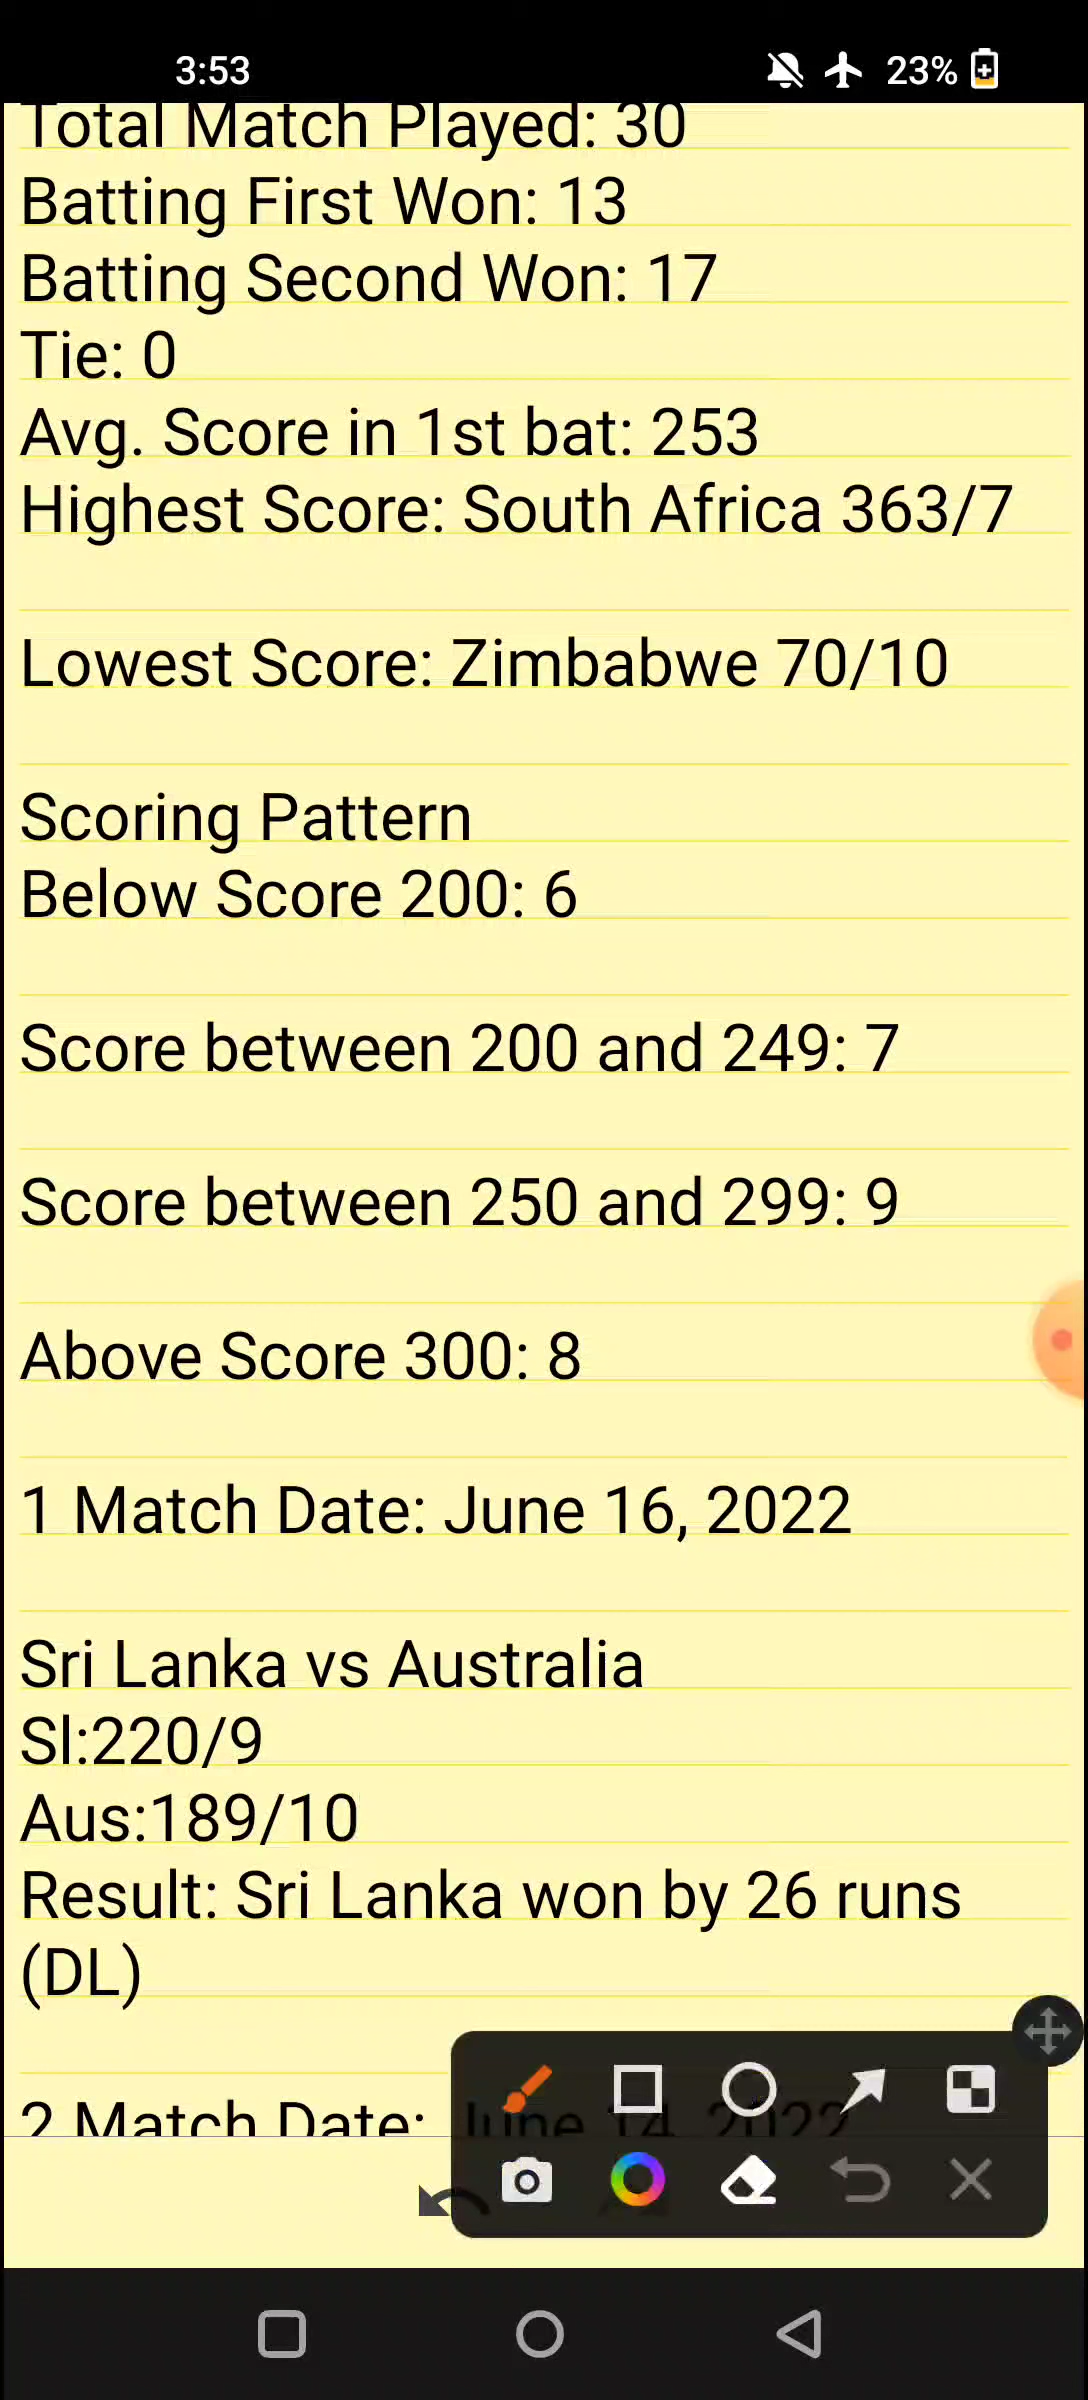 3:53
23%
Total Match Played: 30
Batting First Won: 13
Batting Second Won: 17
Tie: 0
Avg. Score in 1st bat: 253
Highest Score: South Africa 363/7
Lowest Score: Zimbabwe 70/10
Scoring Pattern
Below Score 200: 6
Score between 200 and 249: 7
Score between 250 and 299: 9
Above Score 300: 8
1 Match Date: June 16, 2022
Sri Lanka vs Australia
Sl:220/9
Aus:189/10
Result: Sri Lanka won by 26 runs
(DL)
2 Match Date: June 14, 2022